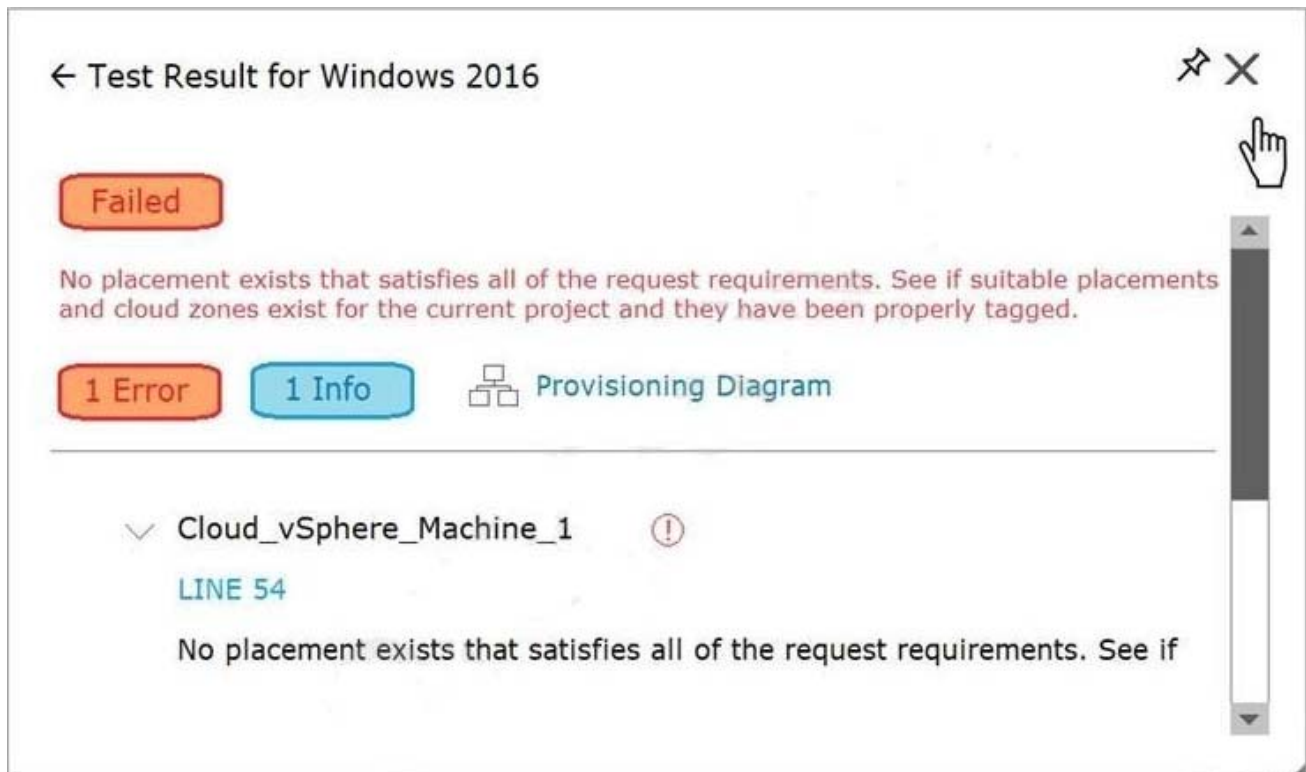 ← Test Result for Windows 2016
Failed
No placement exists that satisfies all of the request requirements. See if suitable placements
and cloud zones exist for the current project and they have been properly tagged.
1 Error 1 Info Provisioning Diagram
Cloud_vSphere_Machine_1
LINE 54
No placement exists that satisfies all of the request requirements. See if